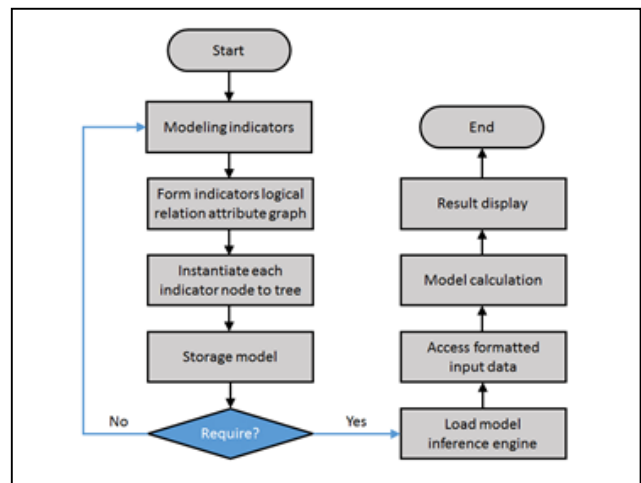 Start
Modeling indicators
Form indicators logical
relation attribute graph
Instantiate each
indicator node to tree
Storage model
Require?
No
Yes
Load model
inference engine
Access formatted
input data
Model calculation
Result display
End